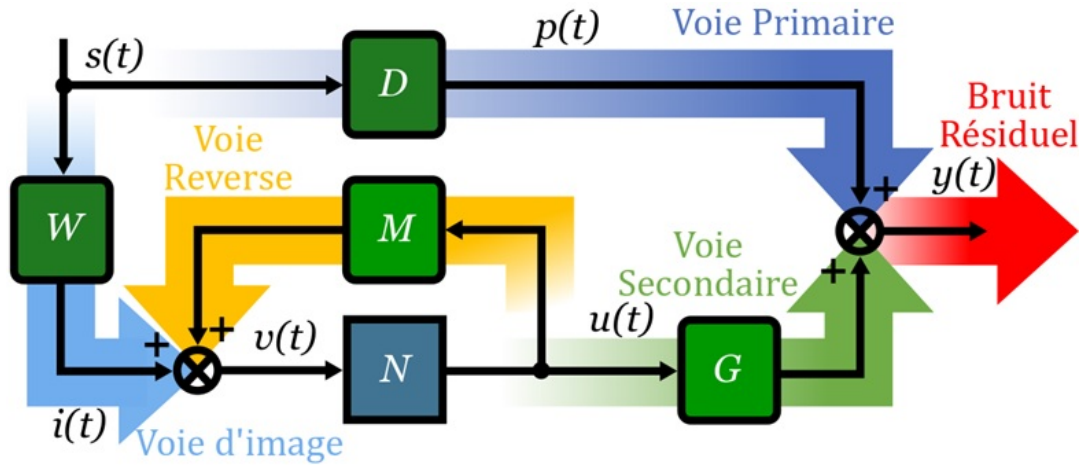 p(t)
Voie Primaire
s(t)
D
Bruit
Résiduel
Voie
Reverse
y(t)
+
W
M
Voie
Secondaire
+
u(t)
+
+
v(t)
N
G
i(t)
Voie d'image